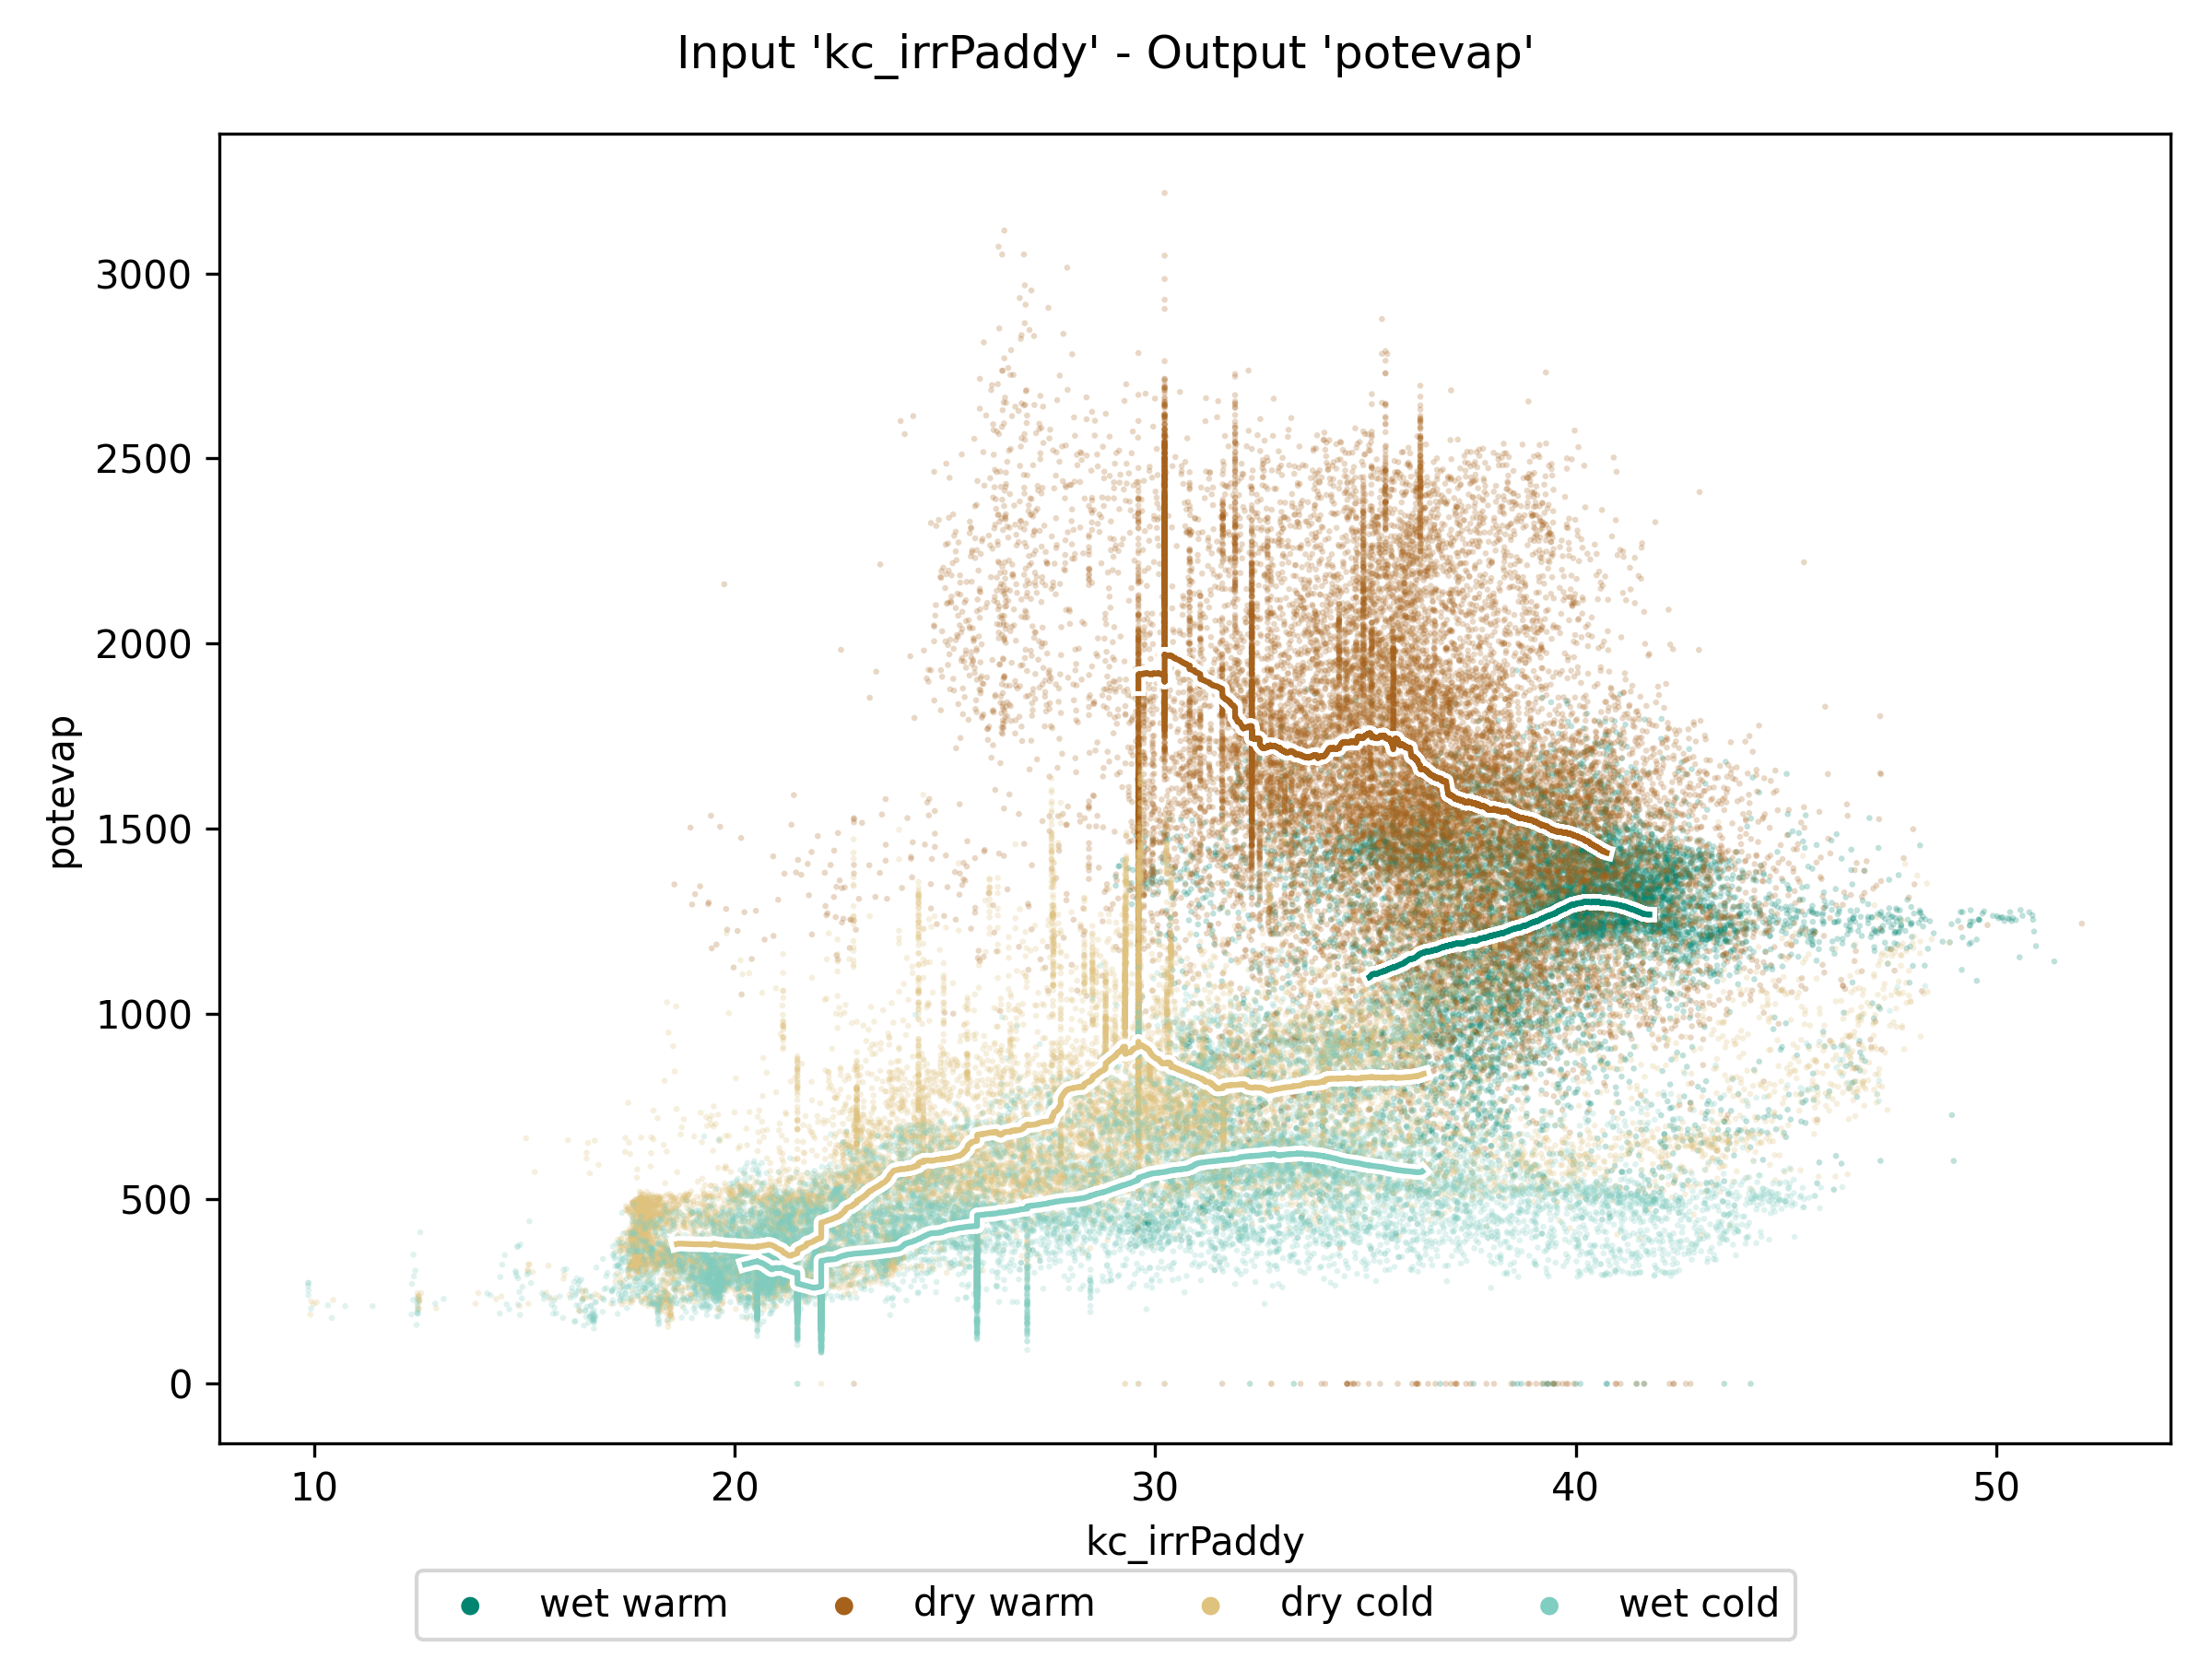 Input 'kc_irrPaddy' - Output 'potevap'
3000
2500
2000
1500
1000
500
0
potevap
10 20 30 40 50
kc_irrPaddy
wet warm dry warm dry cold wet cold